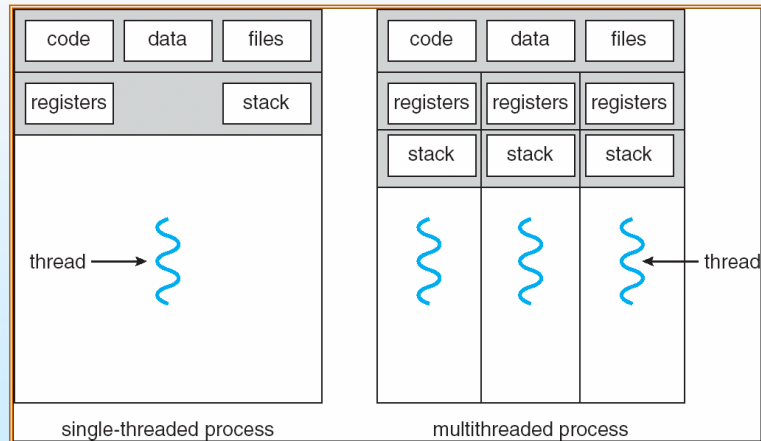 code data files
registers stack
thread
single-threaded process
code data files
registers registers registers
stack stack stack
thread
multithreaded process